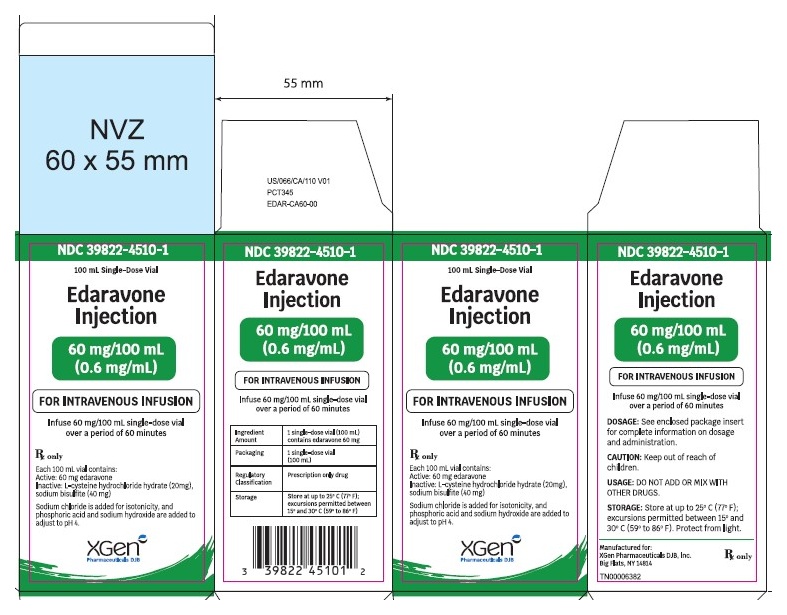 55 mm
NVZ
60 x 55 mm
US/066/CA/110 V01
PCT345
EDAR-CA60-00
NDC 39822-4510-1
100 mL Single-Dose Vial
Edaravone
Injection
60 mg/100 mL
(0.6 mg/mL)
FOR INTRAVENOUS INFUSION
Infuse 60 mg/100 mL single-dose vial
over a period of 60 minutes
Rx only
Each 100 mL vial contains:
Active: 60 mg edaravone
Inactive: L-cysteine hydrochloride hydrate (20mg),
sodium bisulfite (40 mg)
Sodium chloride is added for isotonicity, and
phosphoric acid and sodium hydroxide are added to
adjust to pH 4.
XGen
Pharmaceuticals DJB
NDC 39822-4510-1
Edaravone
Injection
60 mg/100 mL
(0.6 mg/mL)
FOR INTRAVENOUS INFUSION
Infuse 60 mg/100 mL single-dose vial
over a period of 60 minutes
Ingredient Amount 1 single-dose vial (100 mL) contains edaravone 60 mg
Packaging 1 single-dose vial (100 mL)
Regulatory Classification Prescription only drug
Storage Store at up to 25° C (77° F); excursions permitted between 15° and 30° C (59° to 86° F)
3 39822 45101 2
NDC 39822-4510-1
100 mL Single-Dose Vial
Edaravone
Injection
60 mg/100 mL
(0.6 mg/mL)
FOR INTRAVENOUS INFUSION
Infuse 60 mg/100 mL single-dose vial
over a period of 60 minutes
Rx only
Each 100 mL vial contains:
Active: 60 mg edaravone
Inactive: L-cysteine hydrochloride hydrate (20mg),
sodium bisulfite (40 mg)
Sodium chloride is added for isotonicity, and
phosphoric acid and sodium hydroxide are added to
adjust to pH 4.
XGen
Pharmaceuticals DJB
NDC 39822-4510-1
Edaravone
Injection
60 mg/100 mL
(0.6 mg/mL)
FOR INTRAVENOUS INFUSION
Infuse 60 mg/100 mL single-dose vial
over a period of 60 minutes
DOSAGE: See enclosed package insert
for complete information on dosage
and administration.
CAUTION: Keep out of reach of
children.
USAGE: DO NOT ADD OR MIX WITH
OTHER DRUGS.
STORAGE: Store at up to 25° C (77° F);
excursions permitted between 15° and
30° C (59° to 86° F). Protect from light.
Manufactured for:
XGen Pharmaceuticals DJB, Inc.
Big Flats, NY 14814
Rx only
TN00006382